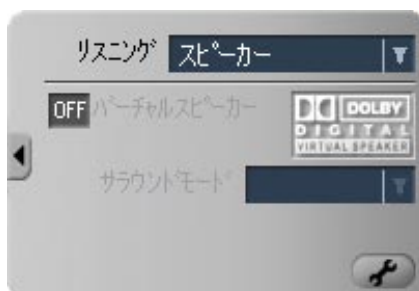 リスニング スピーカー
OFF バーチャルスピーカー
DOLBY
DIGITAL
VIRTUAL SPEAKER
サラウンドモード